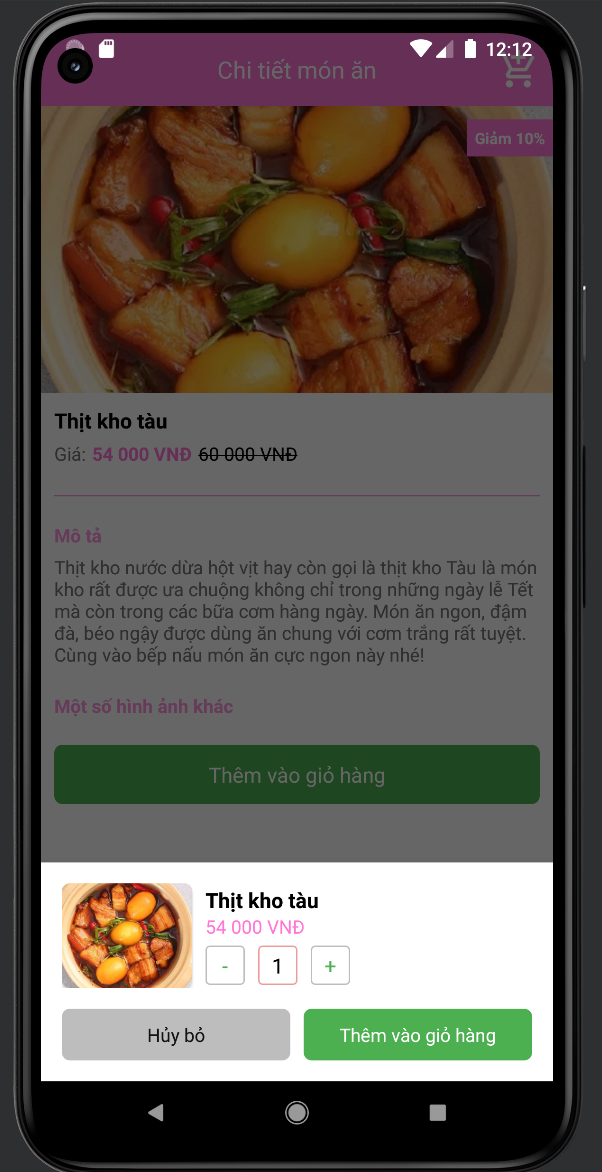 12:12
Chi tiết món ăn
Giảm 10%
Thịt kho tàu
Giá: 54 000 VNĐ 60 000 VNĐ
Mô tả
Thịt kho nước dừa hột vịt hay còn gọi là thịt kho Tàu là món
kho rất được ưa chuộng không chỉ trong những ngày lễ Tết
mà còn trong các bữa cơm hàng ngày. Món ăn ngon, đậm
đà, béo ngậy được dùng ăn chung với cơm trắng rất tuyệt.
Cùng vào bếp nấu món ăn cực ngon này nhé!
Một số hình ảnh khác
Thêm vào giỏ hàng
Thịt kho tàu
54 000 VNĐ
- 1 +
Hủy bỏ Thêm vào giỏ hàng